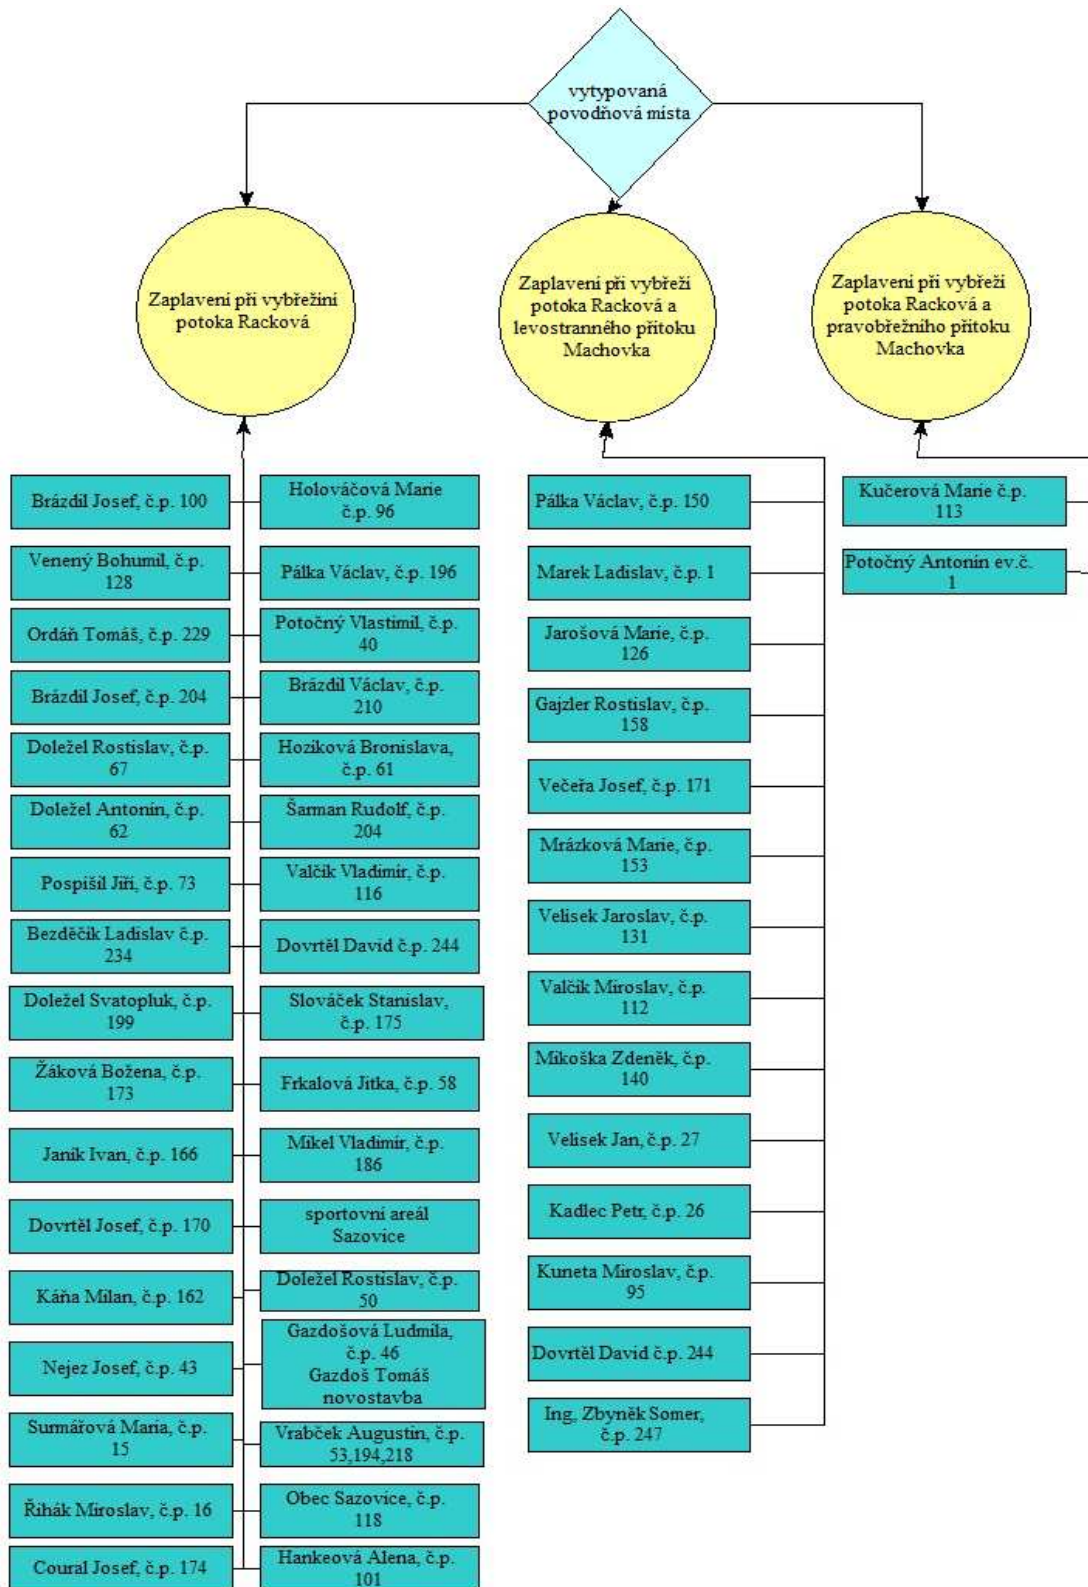 vytypovaná
povodňová místa
Zaplavení při vybřežiní
potoka Racková
Zaplavení při vybřeží
potoka Racková a
levostranného přitoku
Machovka
Zaplavení při vybřeží
potoka Racková a
pravobřežního přitoku
Machovka
Brázdil Josef, č.p. 100
Venený Bohumil, č.p.
128
Ordáň Tomáš, č.p. 229
Brázdil Josef, č.p. 204
Doležel Rostislav, č.p.
67
Doležel Antonín, č.p.
62
Pospíšil Jiří, č.p. 73
Bezděčík Ladislav č.p.
234
Doležel Svatopluk, č.p.
199
Žáková Božena, č.p.
173
Janík Ivan, č.p. 166
Dovrtěl Josef, č.p. 170
Káňa Milan, č.p. 162
Nejez Josef, č.p. 43
Surmářová Maria, č.p.
15
Řihák Miroslav, č.p. 16
Coural Josef, č.p. 174
Holováčová Marie
č.p. 96
Pálka Václav, č.p. 196
Potočný Vlastimil, č.p.
40
Brázdil Václav, č.p.
210
Hozíková Bronislava,
č.p. 61
Šarman Rudolf, č.p.
204
Valčík Vladimír, č.p.
116
Dovrtěl David č.p. 244
Slováček Stanislav,
č.p. 175
Frkalová Jitka, č.p. 58
Mikel Vladimír, č.p.
186
sportovní areál
Sazovice
Doležel Rostislav, č.p.
50
Gazdošová Ludmila,
č.p. 46
Gazdoš Tomáš
novostavba
Vrabček Augustin, č.p.
53,194,218
Obec Sazovice, č.p.
118
Hankeová Alena, č.p.
101
Pálka Václav, č.p. 150
Marek Ladislav, č.p. 1
Jarošová Marie, č.p.
126
Gajzler Rostislav, č.p.
158
Večeřa Josef, č.p. 171
Mrázková Marie, č.p.
153
Velísek Jaroslav, č.p.
131
Valčík Miroslav, č.p.
112
Mikoška Zdeněk, č.p.
140
Velísek Jan, č.p. 27
Kadlec Petr, č.p. 26
Kuneta Miroslav, č.p.
95
Dovrtěl David č.p. 244
Ing, Zbyněk Somer,
č.p. 247
Kučerová Marie č.p.
113
Potočný Antonín ev.č.
1